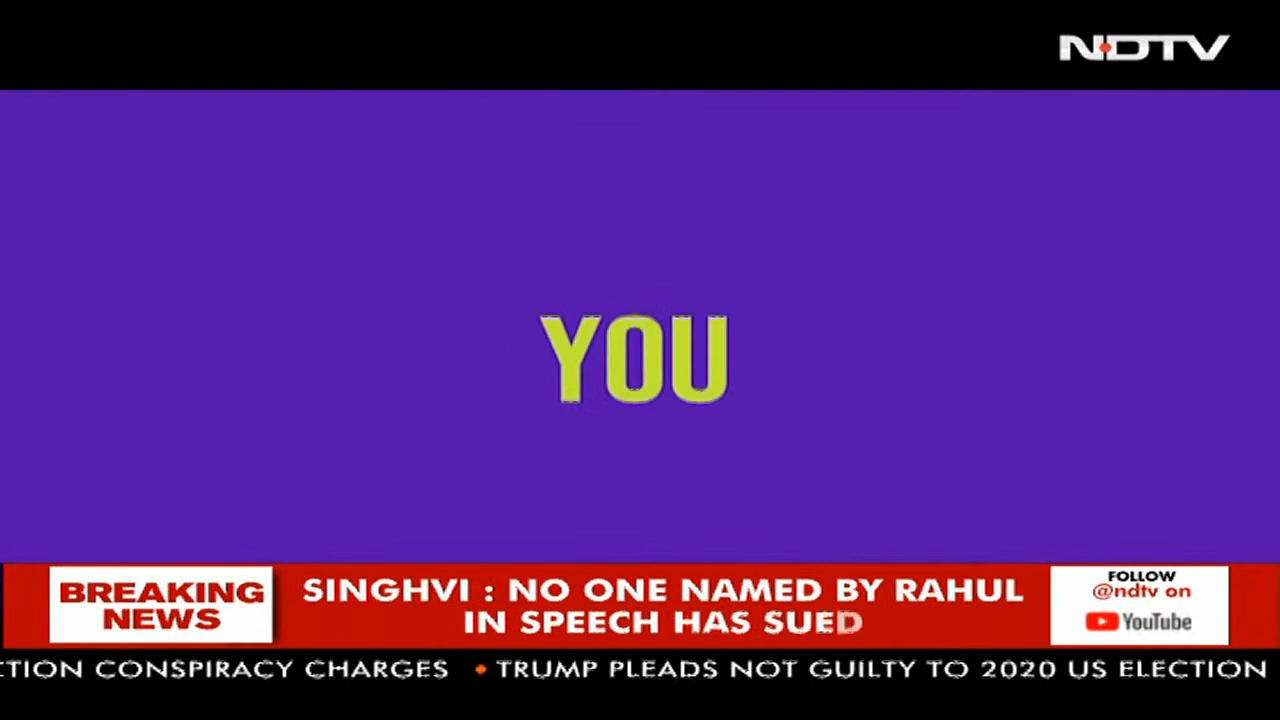 NDTV
YOU
BREAKING
NEWS
SINGHVI : NO ONE NAMED BY RAHUL
IN SPEECH HAS SUED
FOLLOW
@ndtv on
YouTube
CTION CONSPIRACY CHARGES • TRUMP PLEADS NOT GUILTY TO 2020 US ELECTION